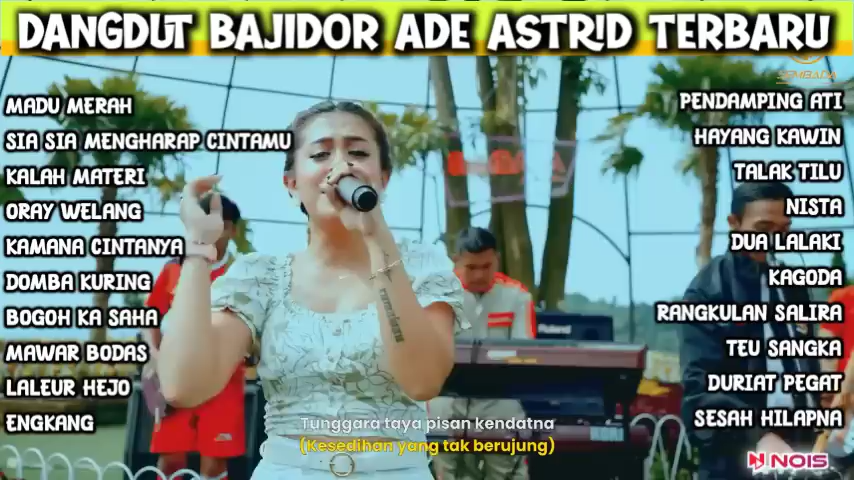 DANGDUT BAJIDOR ADE ASTRID TERBARU
MADU MERAH
SIA SIA MENGHARAP CINTAMU
KALAH MATERI
ORAY WELANG
KAMANA CINTANYA
DOMBA KURING
BOGOH KA SAHA
MAWAR BODAS
LALEUR HEJO
ENGKANG
PENDAMPING ATI
HAYANG KAWIN
TALAK TILU
NISTA
DUA LALAKI
KAGODA
RANGKULAN SALIRA
TEU SANGKA
DURIAT PEGAT
SESAH HILAPNA
Roland
Tunggara taya pisan kendatna
(Kesedihan yang tak berujung)
NOIS